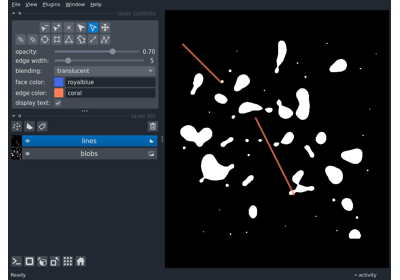 File View Plugins Window Help
layer controls
opacity: 0.70
edge width: 5
blending: translucent
face color: royalblue
edge color: coral
display text:
layer list
lines
blobs
Ready
activity